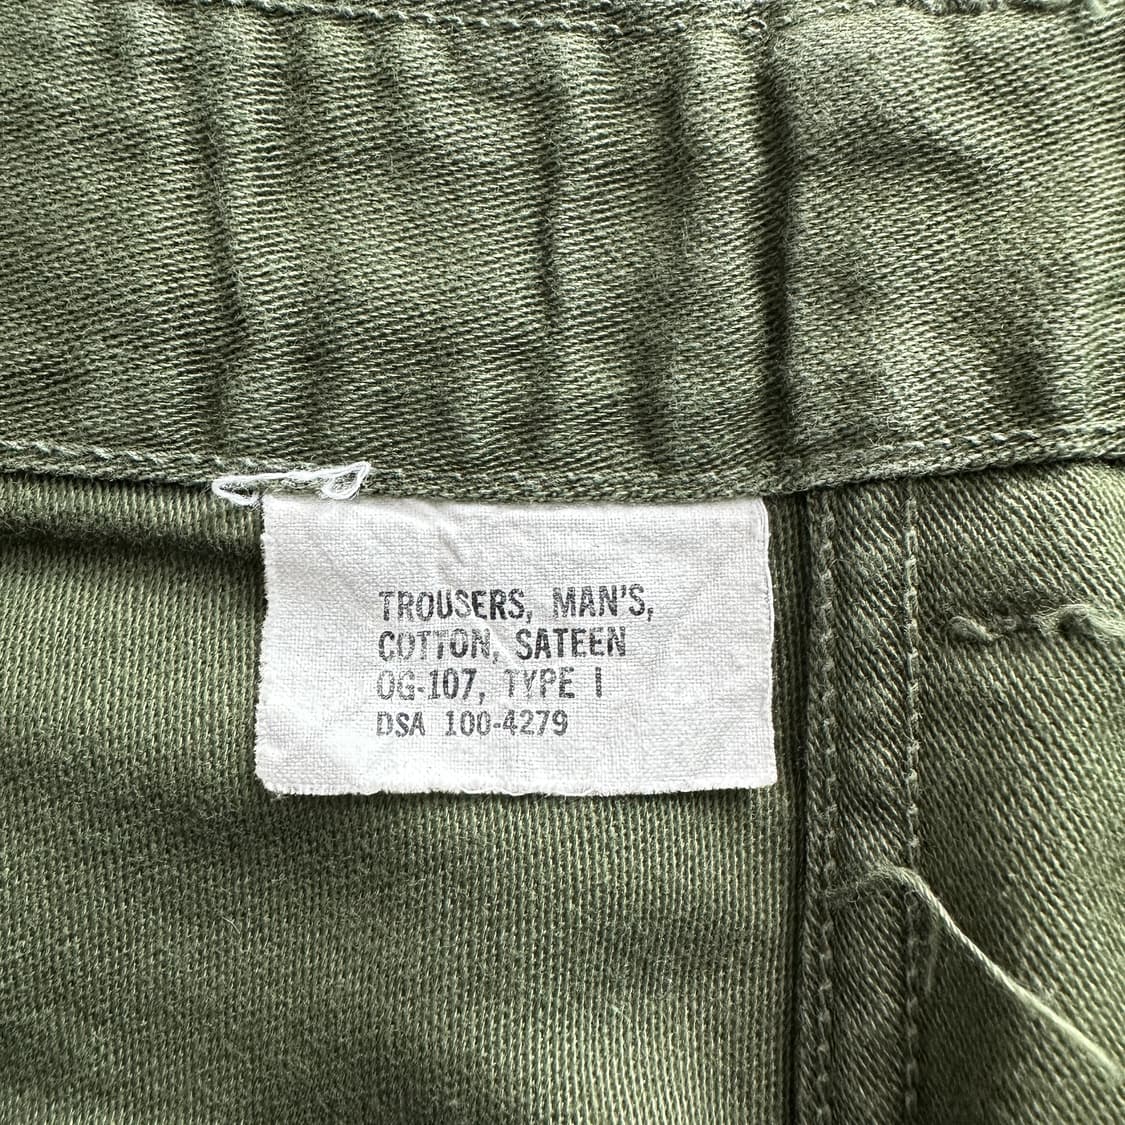 TROUSERS, MAN'S,
COTTON, SATEEN
OG-107, TYPE I
DSA 100-4279